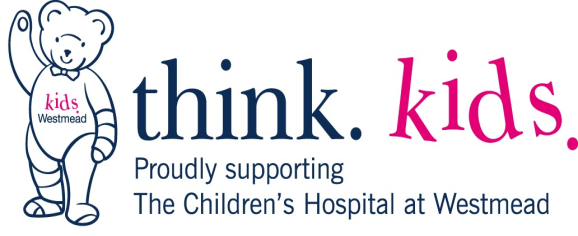 kids
Westmead
think. kids.
Proudly supporting
The Children's Hospital at Westmead